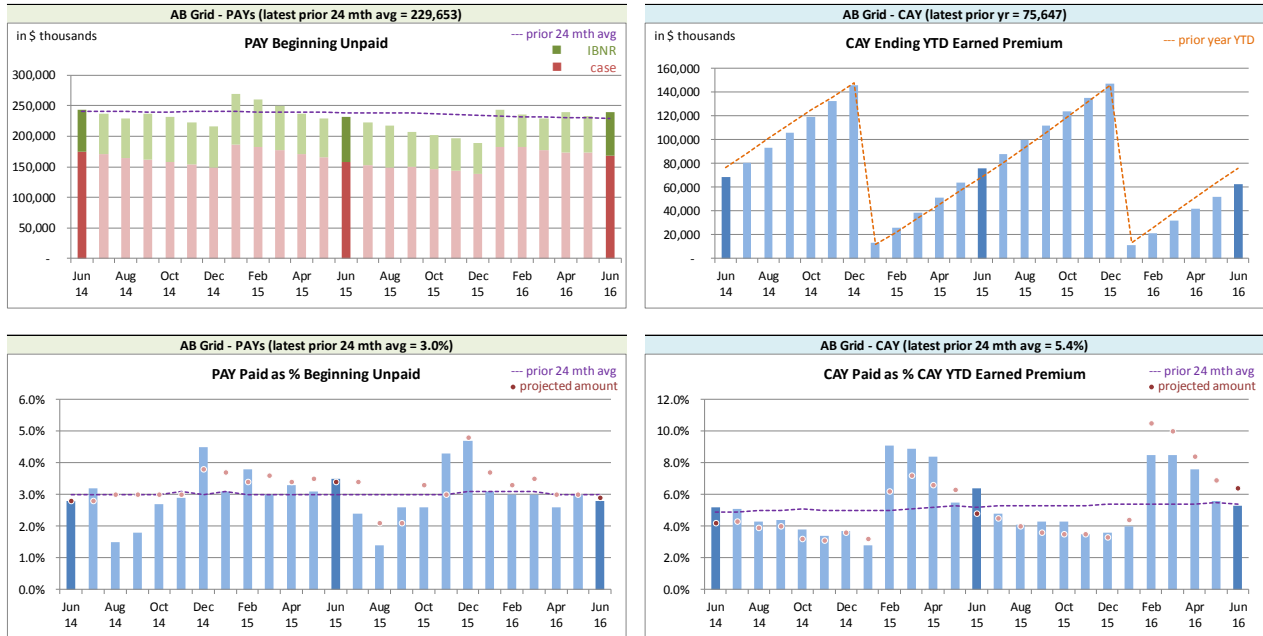 AB Grid - PAYs (latest prior 24 mth avg = 229,653)
in $ thousands
PAY Beginning Unpaid
--- prior 24 mth avg
IBNR
case
300,000
250,000
200,000
150,000
100,000
50,000
-
Jun Aug Oct Dec Feb Apr Jun Aug Oct Dec Feb Apr Jun
14 14 14 14 15 15 15 15 15 15 16 16 16
AB Grid - CAY (latest prior yr = 75,647)
in $ thousands
CAY Ending YTD Earned Premium
--- prior year YTD
160,000
140,000
120,000
100,000
80,000
60,000
40,000
20,000
-
Jun Aug Oct Dec Feb Apr Jun Aug Oct Dec Feb Apr Jun
14 14 14 14 15 15 15 15 15 15 16 16 16
AB Grid - PAYs (latest prior 24 mth avg = 3.0%)
PAY Paid as % Beginning Unpaid
--- prior 24 mth avg
projected amount
6.0%
5.0%
4.0%
3.0%
2.0%
1.0%
0.0%
Jun Aug Oct Dec Feb Apr Jun Aug Oct Dec Feb Apr Jun
14 14 14 14 15 15 15 15 15 15 16 16 16
AB Grid - CAY (latest prior 24 mth avg = 5.4%)
CAY Paid as % CAY YTD Earned Premium
--- prior 24 mth avg
projected amount
12.0%
10.0%
8.0%
6.0%
4.0%
2.0%
0.0%
Jun Aug Oct Dec Feb Apr Jun Aug Oct Dec Feb Apr Jun
14 14 14 14 15 15 15 15 15 15 16 16 16